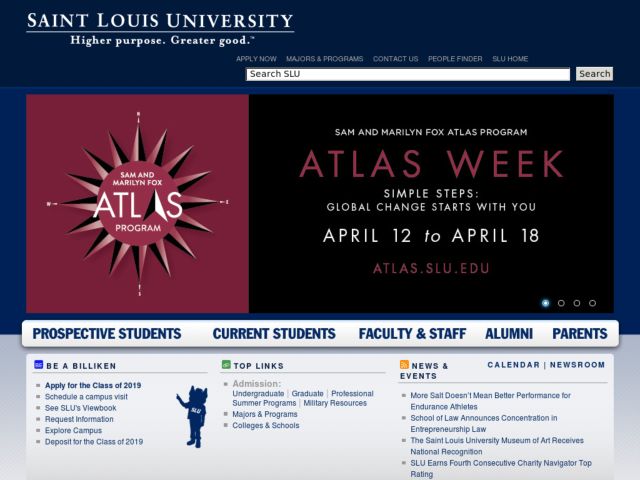 SAINT LOUIS UNIVERSITY
Higher purpose. Greater good.™
APPLY NOW MAJORS & PROGRAMS CONTACT US PEOPLE FINDER SLU HOME
Search SLU Search
N
SAM AND
MARILYN FOX
ATLAS
PROGRAM
W E
S
SAM AND MARILYN FOX ATLAS PROGRAM
ATLAS WEEK
SIMPLE STEPS:
GLOBAL CHANGE STARTS WITH YOU
APRIL 12 to APRIL 18
ATLAS.SLU.EDU
PROSPECTIVE STUDENTS CURRENT STUDENTS FACULTY & STAFF ALUMNI PARENTS
BE A BILLIKEN
Apply for the Class of 2019
Schedule a campus visit
See SLU's Viewbook
Request Information
Explore Campus
Deposit for the Class of 2019
SLU
TOP LINKS
Admission:
Undergraduate | Graduate | Professional
Summer Programs | Military Resources
Majors & Programs
Colleges & Schools
NEWS &
EVENTS
CALENDAR | NEWSROOM
More Salt Doesn't Mean Better Performance for
Endurance Athletes
School of Law Announces Concentration in
Entrepreneurship Law
The Saint Louis University Museum of Art Receives
National Recognition
SLU Earns Fourth Consecutive Charity Navigator Top
Rating